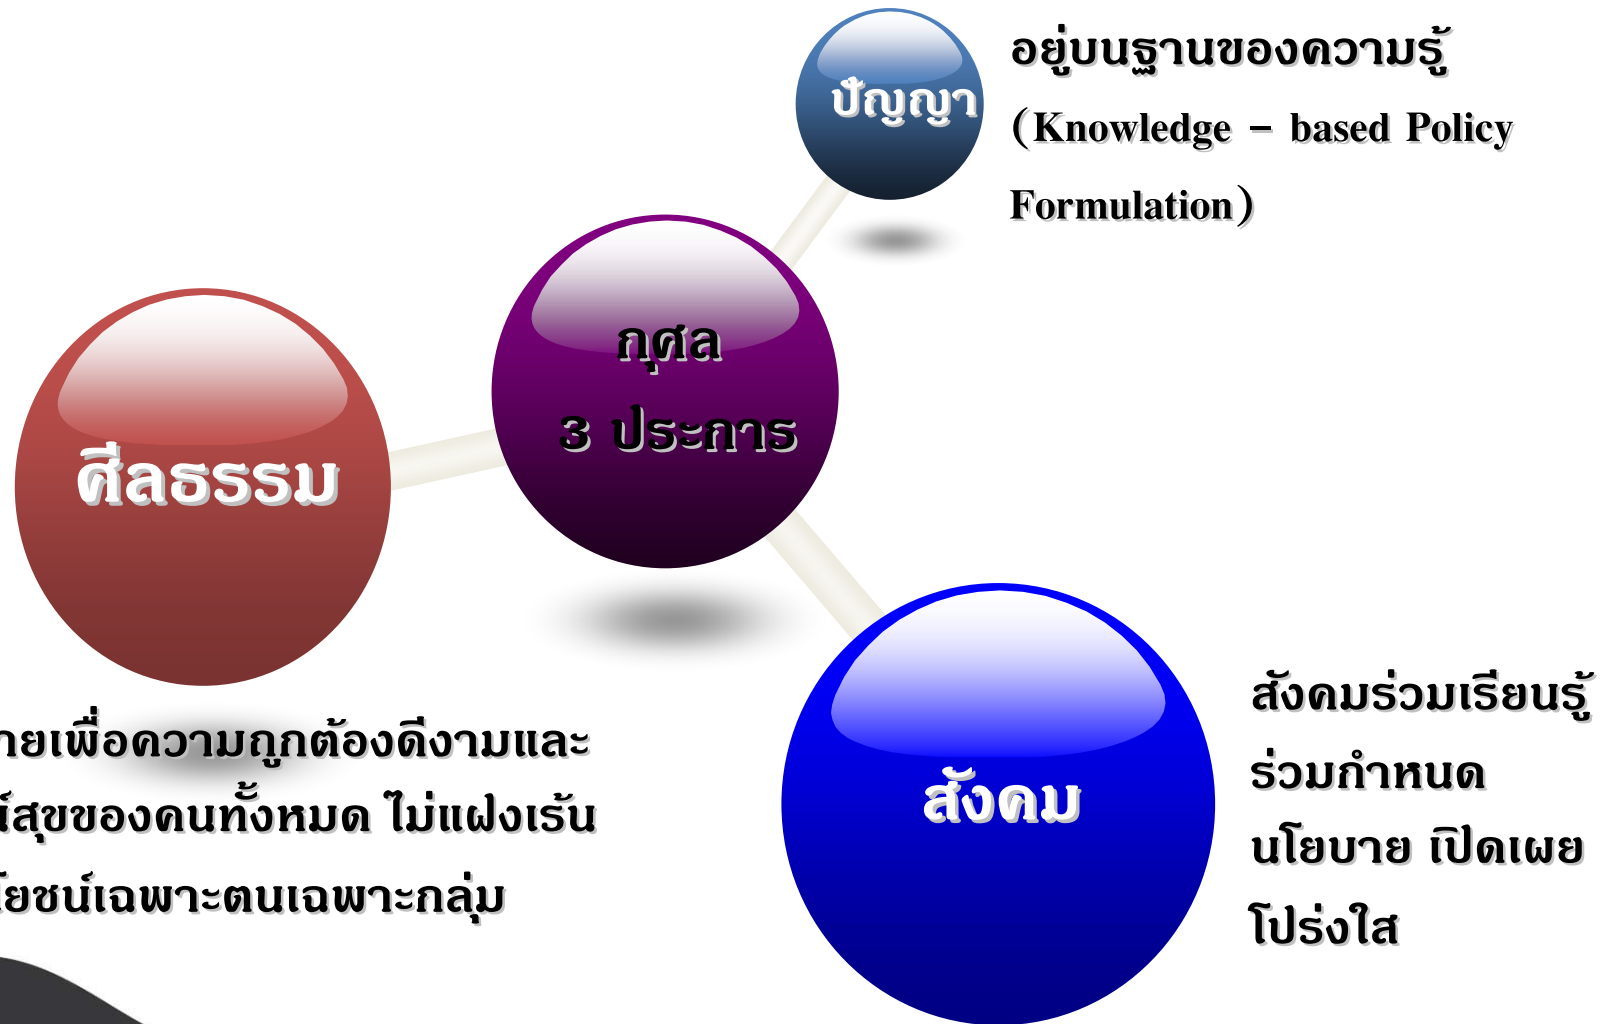 ปัญญา
อยู่บนฐานของความรู้
(Knowledge – based Policy
Formulation)
กุศล
3 ประการ
ศีลธรรม
สังคม
ายเพื่อความถูกต้องดีงามและ
สุขของคนทั้งหมด ไม่แฝงเร้น
โยชน์เฉพาะตนเฉพาะกลุ่ม
สังคมร่วมเรียนรู้
ร่วมกำหนด
นโยบาย เปิดเผย
โปร่งใส